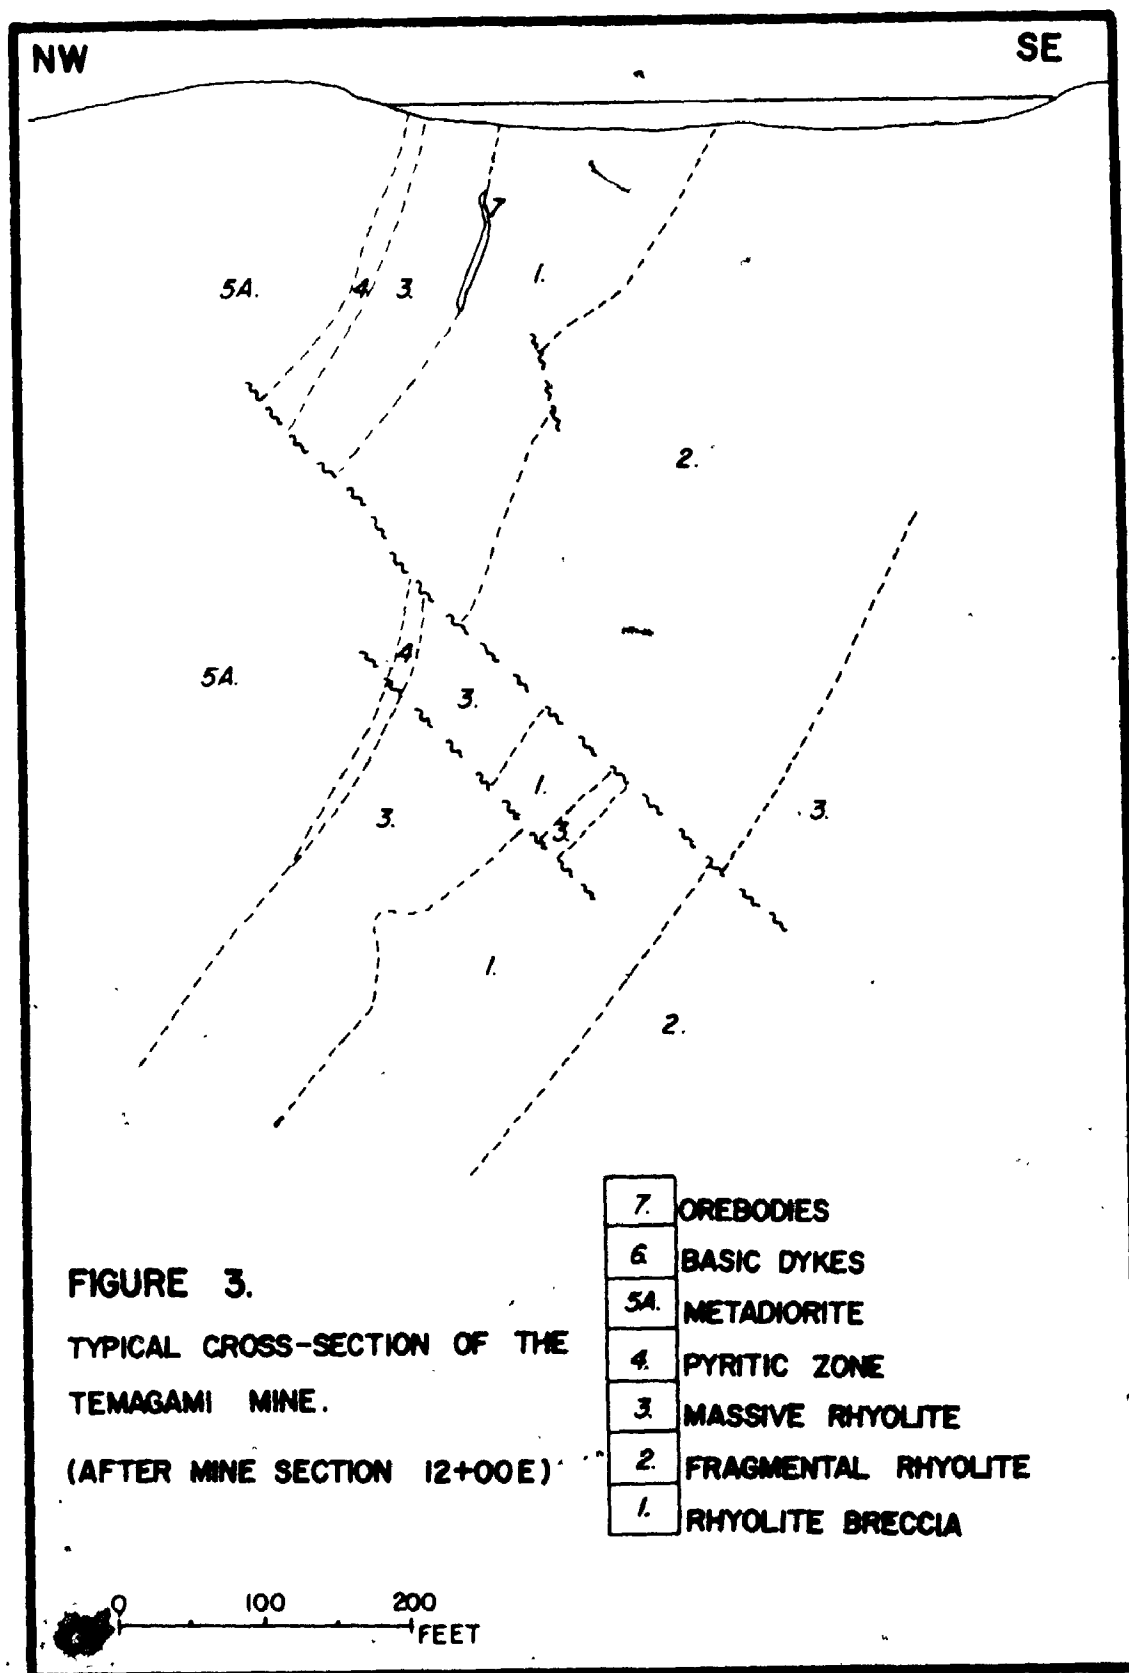 NW SE
7
5A. 4. 3. 1.
2.
4
5A. 3.
1.
3. 3. 3.
1.
2.
7. OREBODIES
6. BASIC DYKES
5A. METADIORITE
4. PYRITIC ZONE
3. MASSIVE RHYOLITE
2. FRAGMENTAL RHYOLITE
1. RHYOLITE BRECCIA
FIGURE 3.
TYPICAL CROSS-SECTION OF THE
TEMAGAMI MINE.
(AFTER MINE SECTION 12+00E)
0 100 200
FEET